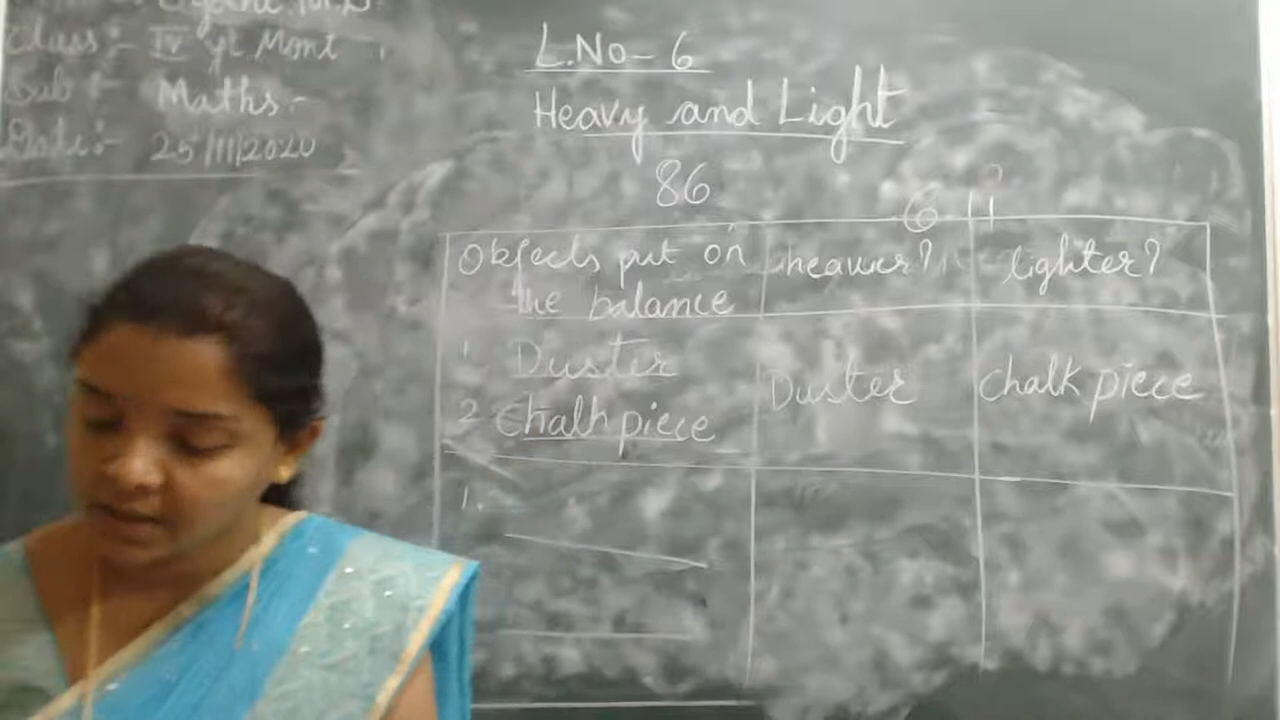 Class:- IV yr Mont
Sub:- Maths-
Date:- 25/11/2020
L.No-6
Heavy and Light
86
Objects put on heavier? lighter?
the balance
1. Duster
Duster Chalk piece
2 Chalk piece
1.